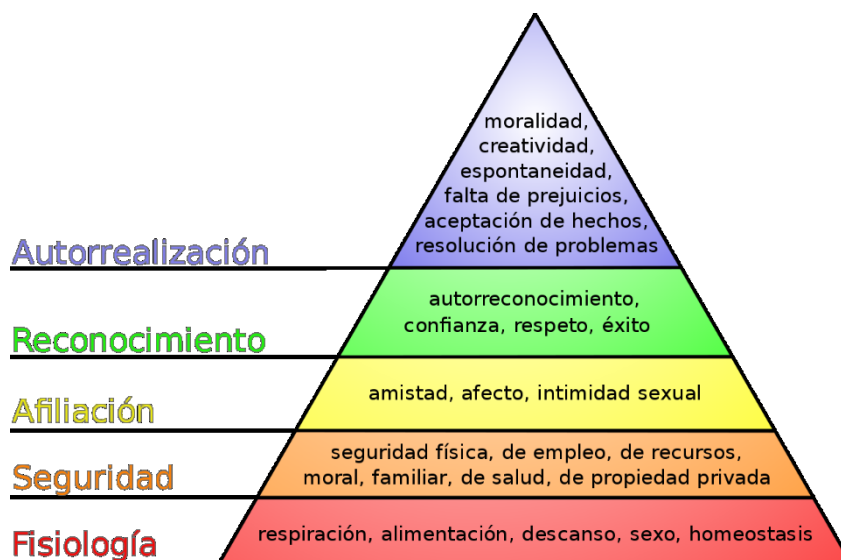 moralidad,
creatividad,
espontaneidad,
falta de prejuicios,
aceptación de hechos,
resolución de problemas
Autorrealización
autorreconocimiento,
confianza, respeto, éxito
Reconocimiento
amistad, afecto, intimidad sexual
Afiliación
seguridad física, de empleo, de recursos,
moral, familiar, de salud, de propiedad privada
Seguridad
respiración, alimentación, descanso, sexo, homeostasis
Fisiología